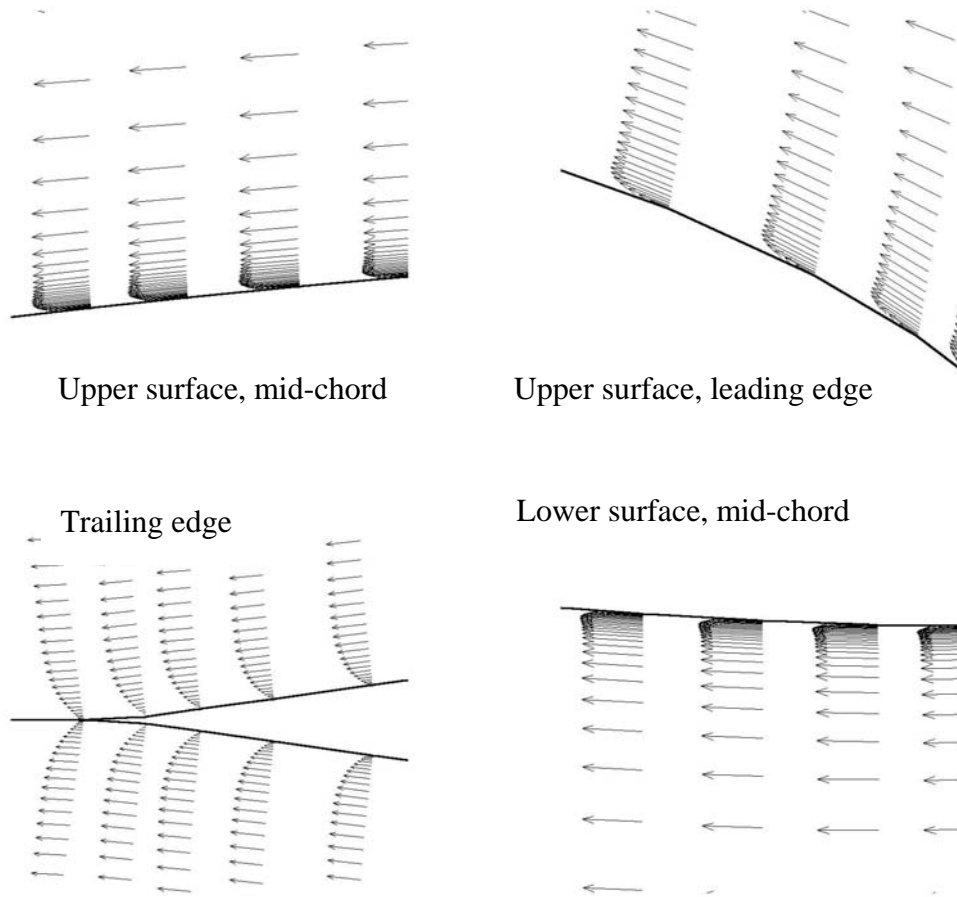 Upper surface, mid-chord
Upper surface, leading edge
Trailing edge
Lower surface, mid-chord